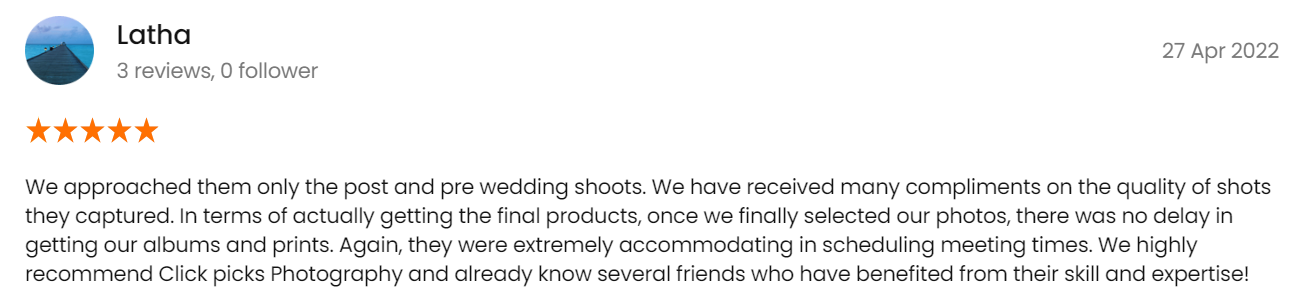 Latha
27 Apr 2022
3 reviews, 0 follower
We approached them only the post and pre wedding shoots. We have received many compliments on the quality of shots
they captured. In terms of actually getting the final products, once we finally selected our photos, there was no delay in
getting our albums and prints. Again, they were extremely accommodating in scheduling meeting times. We highly
recommend Click picks Photography and already know several friends who have benefited from their skill and expertise!